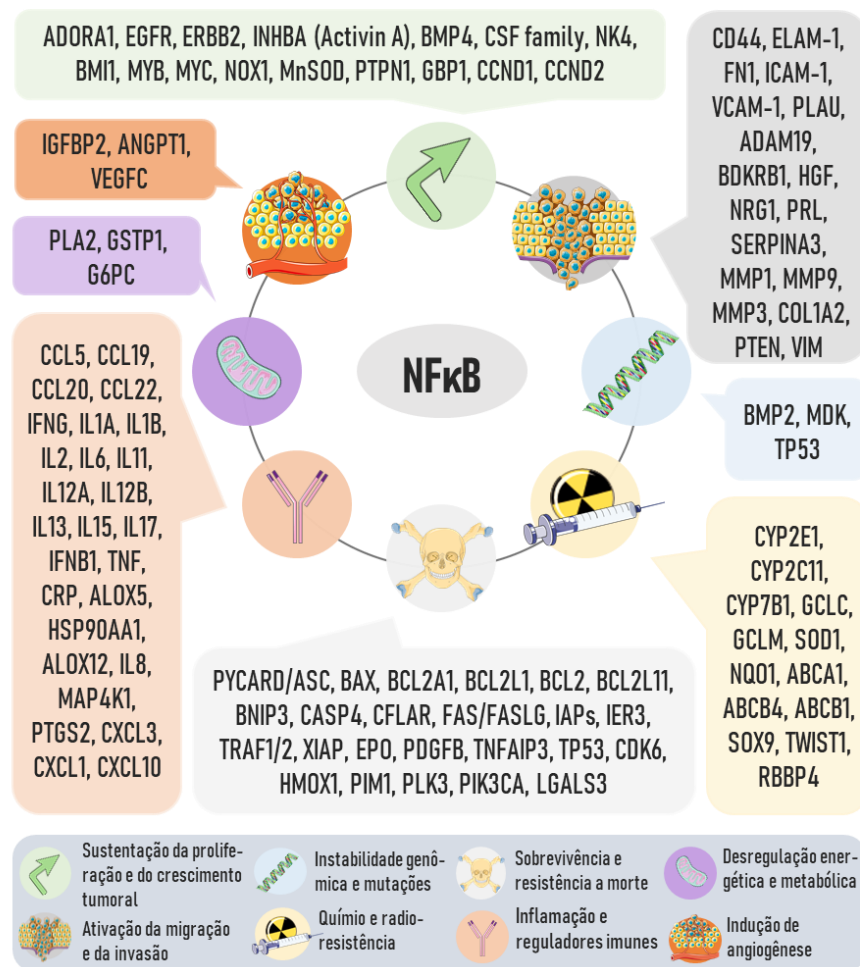 ADORA1, EGFR, ERBB2, INHBA (Activin A), BMP4, CSF family, NK4,
BMI1, MYB, MYC, NOX1, MnSOD, PTPN1, GBP1, CCND1, CCND2
CD44, ELAM-1,
FN1, ICAM-1,
VCAM-1, PLAU,
ADAM19,
BDKRB1, HGF,
NRG1, PRL,
SERPINA3,
MMP1, MMP9,
MMP3, COL1A2,
PTEN, VIM
IGFBP2, ANGPT1,
VEGFC
PLA2, GSTP1,
G6PC
NFκB
BMP2, MDK,
TP53
CCL5, CCL19,
CCL20, CCL22,
IFNG, IL1A, IL1B,
IL2, IL6, IL11,
IL12A, IL12B,
IL13, IL15, IL17,
IFNB1, TNF,
CRP, ALOX5,
HSP90AA1,
ALOX12, IL8,
MAP4K1,
PTGS2, CXCL3,
CXCL1, CXCL10
CYP2E1,
CYP2C11,
CYP7B1, GCLC,
GCLM, SOD1,
NQO1, ABCA1,
ABCB4, ABCB1,
SOX9, TWIST1,
RBBP4
PYCARD/ASC, BAX, BCL2A1, BCL2L1, BCL2, BCL2L11,
BNIP3, CASP4, CFLAR, FAS/FASLG, IAPs, IER3,
TRAF1/2, XIAP, EPO, PDGFB, TNFAIP3, TP53, CDK6,
HMOX1, PIM1, PLK3, PIK3CA, LGALS3
Sustentação da prolife-
ração e do crescimento
tumoral
Instabilidade genô-
mica e mutações
Sobrevivência e
resistência a morte
Desregulação ener-
gética e metabólica
Ativação da migração
e da invasão
Químio e radio-
resistência
Inflamação e
reguladores imunes
Indução de
angiogênese